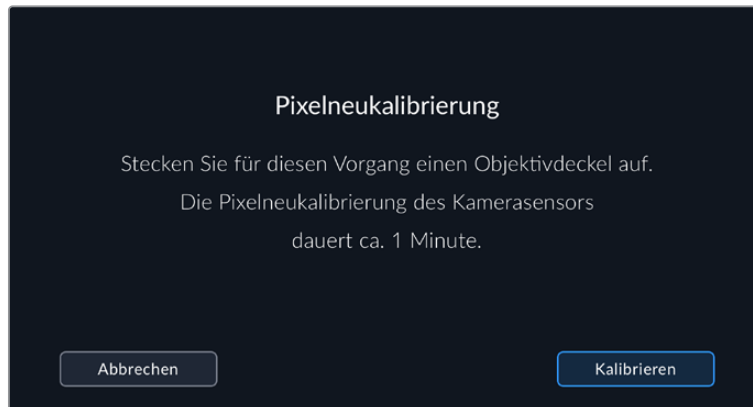 Pixelneukalibrierung
Stecken Sie für diesen Vorgang einen Objektivdeckel auf.
Die Pixelneukalibrierung des Kamerasensors
dauert ca. 1 Minute.
Abbrechen
Kalibrieren